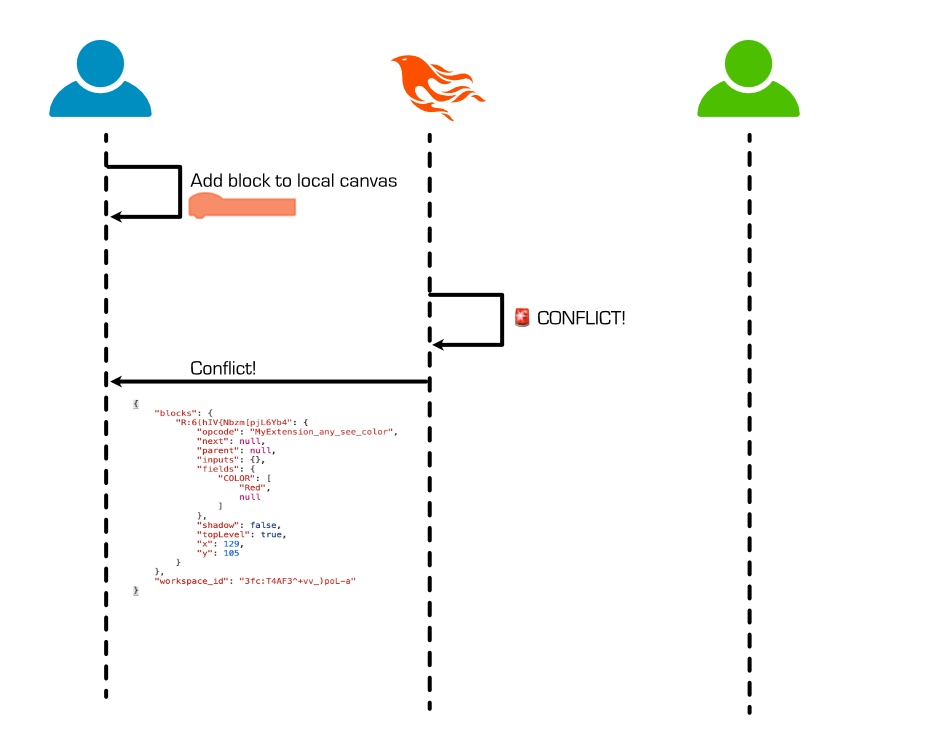 Add block to local canvas
CONFLICT!
Conflict!
{
"blocks": {
"R:6(hIV{Nbzm[pjL6Yb4": {
"opcode": "MyExtension_any_see_color",
"next": null,
"parent": null,
"inputs": {},
"fields": {
"COLOR": [
"Red",
null
]
},
"shadow": false,
"topLevel": true,
"x": 129,
"y": 105
}
},
"workspace_id": "3fc:T4AF3^+vv_)poL-a"
}